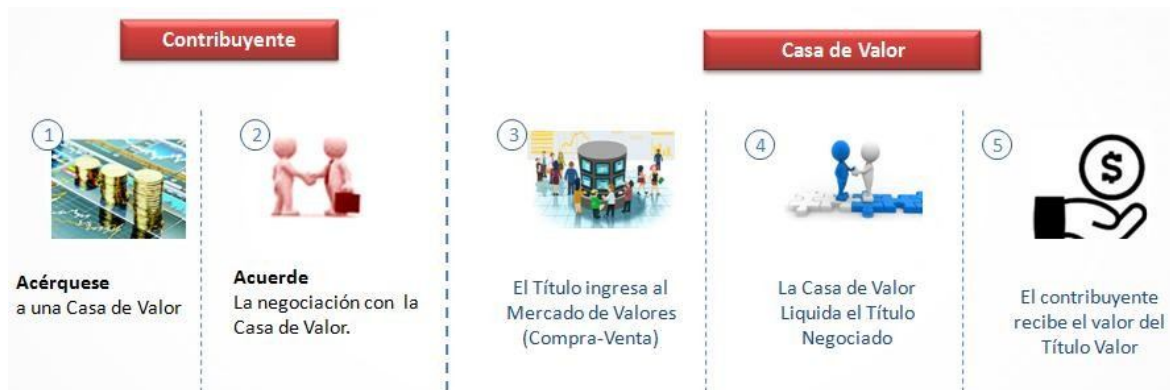 Contribuyente
Casa de Valor
1
2
3
4
5
$
Acérquese
a una Casa de Valor
Acuerde
La negociación con la
Casa de Valor.
El Título ingresa al
Mercado de Valores
(Compra-Venta)
La Casa de Valor
Liquida el Título
Negociado
El contribuyente
recibe el valor del
Título Valor